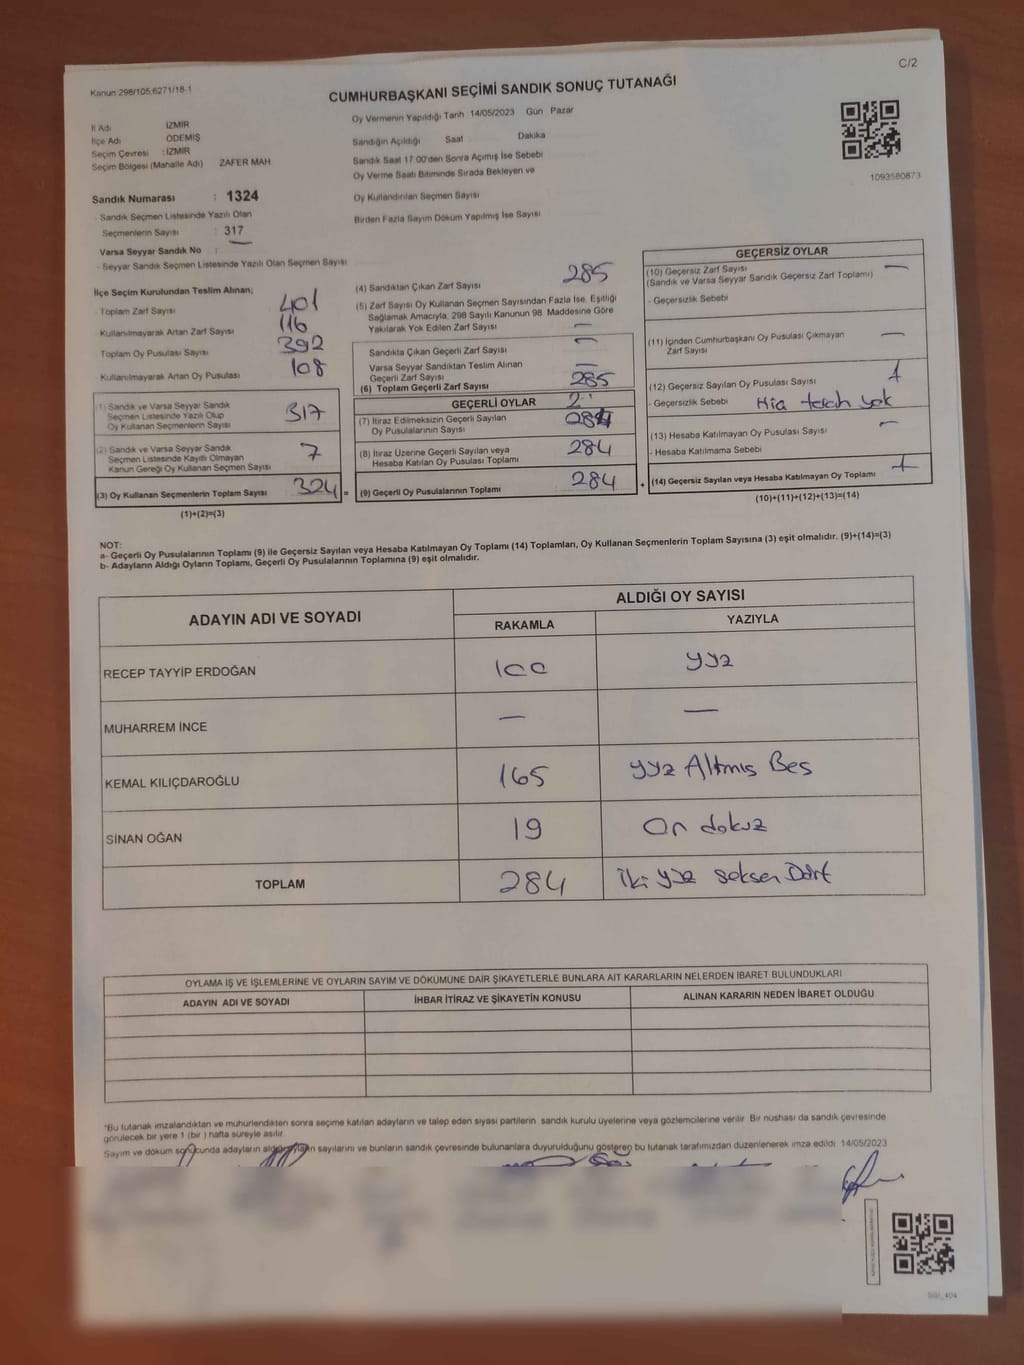 Kanun 298/105,6271/18-1
C/2
CUMHURBAŞKANI SEÇİMİ SANDIK SONUÇ TUTANAĞI
İl Adı İZMİR
İlçe Adı ÖDEMİŞ
Seçim Çevresi : İZMİR
Seçim Bölgesi (Mahalle Adı) ZAFER MAH
Oy Vermenin Yapıldığı Tarih 14/05/2023 Gün Pazar
Sandığın Açıldığı Saat Dakika
Sandık Saat 17:00'den Sonra Açımış İse Sebebi
Oy Verme Saati Bitiminde Sırada Bekleyen ve
Oy Kullandırılan Seçmen Sayısı
Birden Fazla Sayım Döküm Yapılmış İse Sayısı
1093580873
Sandık Numarası : 1324
- Sandık Seçmen Listesinde Yazılı Olan
Seçmenlerin Sayısı : 317
Varsa Seyyar Sandık No :
- Seyyar Sandık Seçmen Listesinde Yazılı Olan Seçmen Sayısı
İlçe Seçim Kurulundan Teslim Alınan;
- Toplam Zarf Sayısı 401
- Kullanılmayarak Artan Zarf Sayısı 116
Toplam Oy Pusulası Sayısı 392
- Kullanılmayarak Artan Oy Pusulası 108
(1) Sandık ve Varsa Seyyar Sandık
Seçmen Listesinde Yazılı Olup
Oy Kullanan Seçmenlerin Sayısı 317
(2) Sandık ve Varsa Seyyar Sandık
Seçmen Listesinde Kayıtlı Olmayan
Kanun Gereği Oy Kullanan Seçmen Sayısı 7
(3) Oy Kullanan Seçmenlerin Toplam Sayısı 324 =
(1)+(2)=(3)
(4) Sandıktan Çıkan Zarf Sayısı 285
(5) Zarf Sayısı Oy Kullanan Seçmen Sayısından Fazla İse, Eşitliği
Sağlamak Amacıyla, 298 Sayılı Kanunun 98. Maddesine Göre
Yakılarak Yok Edilen Zarf Sayısı —
Sandıkta Çıkan Geçerli Zarf Sayısı —
Varsa Seyyar Sandıktan Teslim Alınan
Geçerli Zarf Sayısı —
(6) Toplam Geçerli Zarf Sayısı 285
GEÇERLİ OYLAR
(7) İtiraz Edilmeksizin Geçerli Sayılan
Oy Pusulalarının Sayısı 284
(8) İtiraz Üzerine Geçerli Sayılan veya
Hesaba Katılan Oy Pusulası Toplamı 284
(9) Geçerli Oy Pusulalarının Toplamı 284 +
GEÇERSİZ OYLAR
(10) Geçersiz Zarf Sayısı —
(Sandık ve Varsa Seyyar Sandık Geçersiz Zarf Toplamı)
- Geçersizlik Sebebi
(11) İçinden Cumhurbaşkanı Oy Pusulası Çıkmayan
Zarf Sayısı —
(12) Geçersiz Sayılan Oy Pusulası Sayısı 1
- Geçersizlik Sebebi tercih yok
(13) Hesaba Katılmayan Oy Pusulası Sayısı —
- Hesaba Katılmama Sebebi
(14) Geçersiz Sayılan veya Hesaba Katılmayan Oy Toplamı 1
(10)+(11)+(12)+(13)=(14)
NOT:
a- Geçerli Oy Pusulalarının Toplamı (9) ile Geçersiz Sayılan veya Hesaba Katılmayan Oy Toplamı (14) Toplamları, Oy Kullanan Seçmenlerin Toplam Sayısına (3) eşit olmalıdır. (9)+(14)=(3)
b- Adayların Aldığı Oyların Toplamı, Geçerli Oy Pusulalarının Toplamına (9) eşit olmalıdır.
ADAYIN ADI VE SOYADI ALDIĞI OY SAYISI
RAKAMLA YAZIYLA
RECEP TAYYİP ERDOĞAN 100 yyz
MUHARREM İNCE — —
KEMAL KILIÇDAROĞLU 165 yyz Altmış Beş
SİNAN OĞAN 19 On dokuz
TOPLAM 284 iki yyz seksen Dört
OYLAMA İŞ VE İŞLEMLERİNE VE OYLARIN SAYIM VE DÖKÜMÜNE DAİR ŞİKAYETLERLE BUNLARA AİT KARARLARIN NELERDEN İBARET BULUNDUKLARI
ADAYIN ADI VE SOYADI İHBAR İTİRAZ VE ŞİKAYETİN KONUSU ALINAN KARARIN NEDEN İBARET OLDUĞU
*Bu tutanak imzalandıktan ve mühürlendikten sonra seçime katılan adayların ve talep eden siyasi partilerin sandık kurulu üyelerine veya gözlemcilerine verilir. Bir nüshası da sandık çevresinde
görülecek bir yere 1 (bir ) hafta süreyle asılır.
Sayım ve döküm sonucunda adayların aldığı oyların sayılarını ve bunların sandık çevresinde bulunanlara duyurulduğunu gösteren bu tutanak tarafımızdan düzenlenerek imza edildi. 14/05/2023